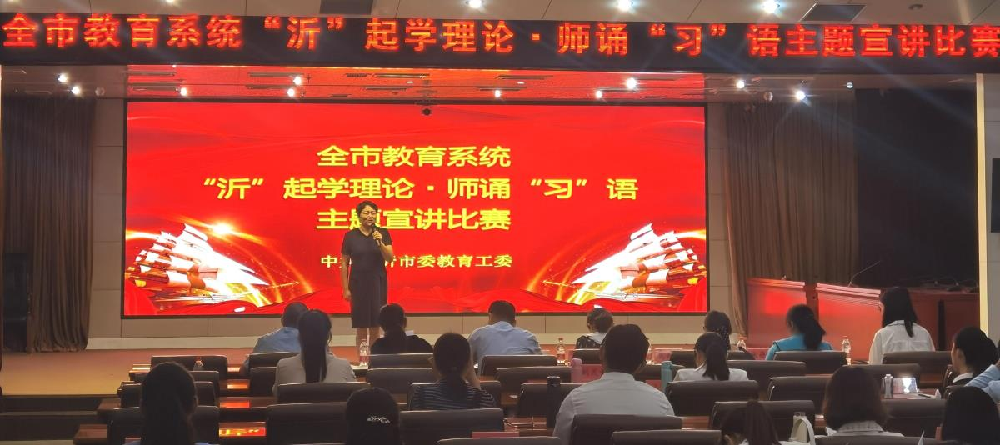 全市教育系统“沂”起学理论·师诵“习”语主题宣讲比赛
全市教育系统
“沂”起学理论·师诵“习”语
主题宣讲比赛
中 市委教育工委